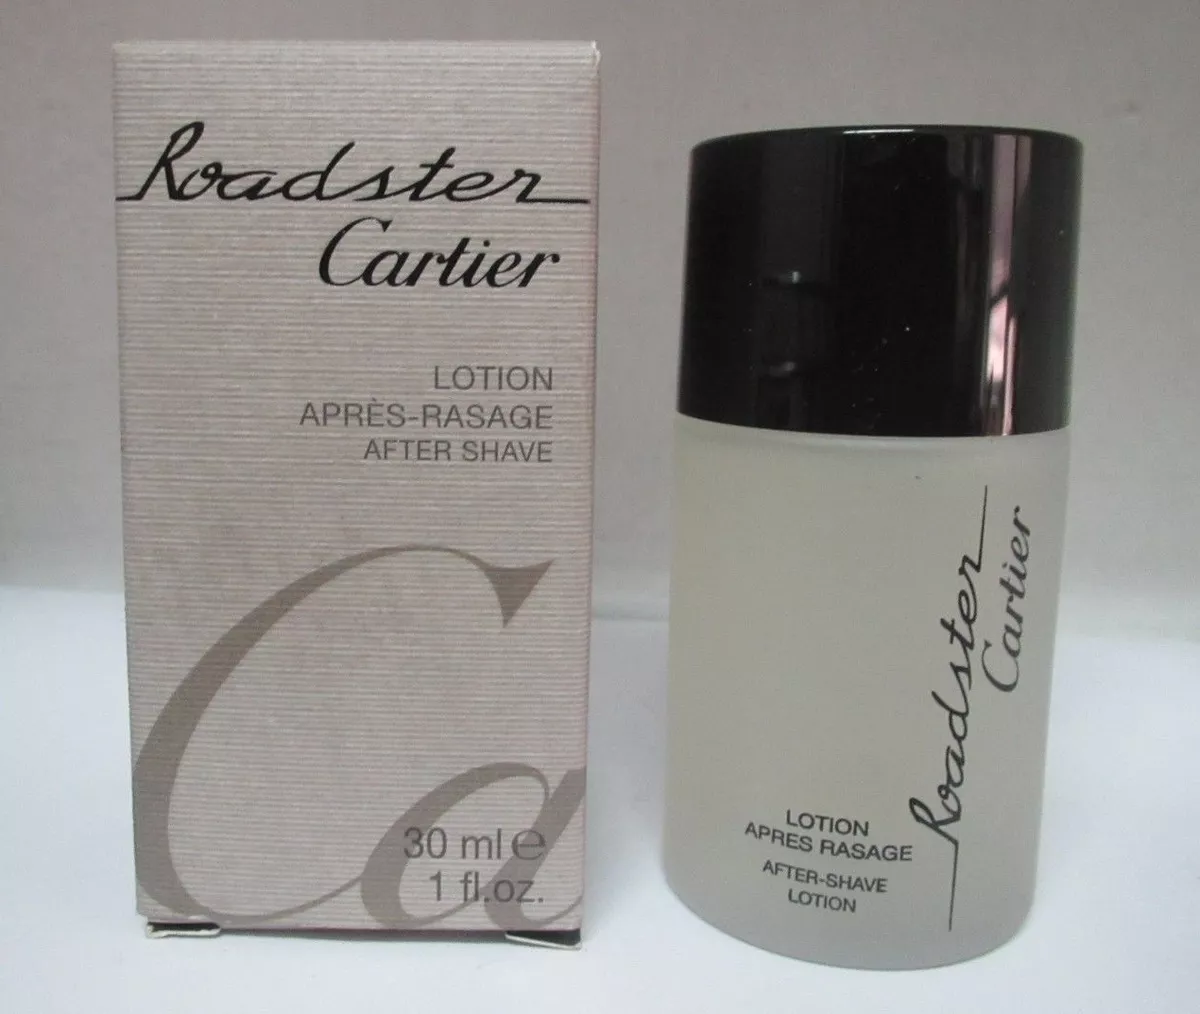 Roadster
Cartier
LOTION
APRÈS-RASAGE
AFTER SHAVE
Ca
30 ml e
1 fl.oz.
Roadster
Cartier
LOTION
APRES RASAGE
AFTER-SHAVE
LOTION